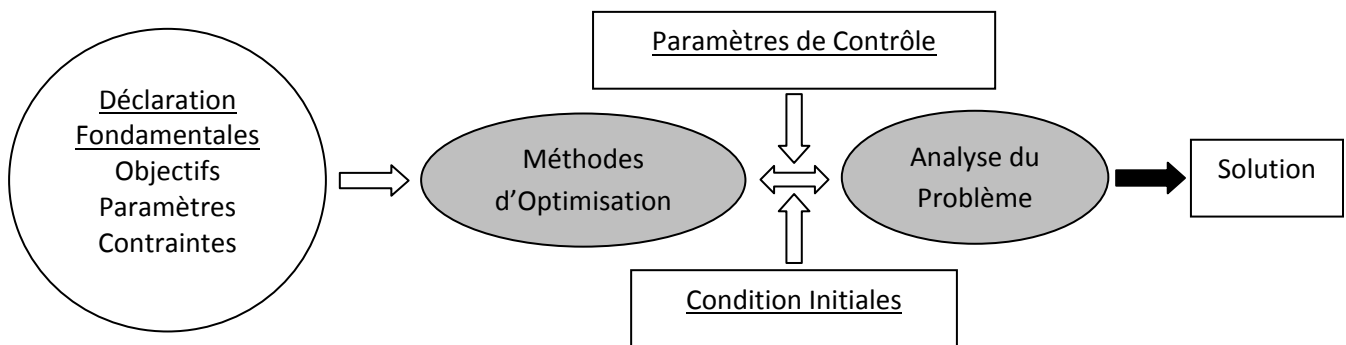 Paramètres de Contrôle
Déclaration
Fondamentales
Objectifs
Paramètres
Contraintes
Méthodes
d'Optimisation
Analyse du
Problème
Solution
Condition Initiales